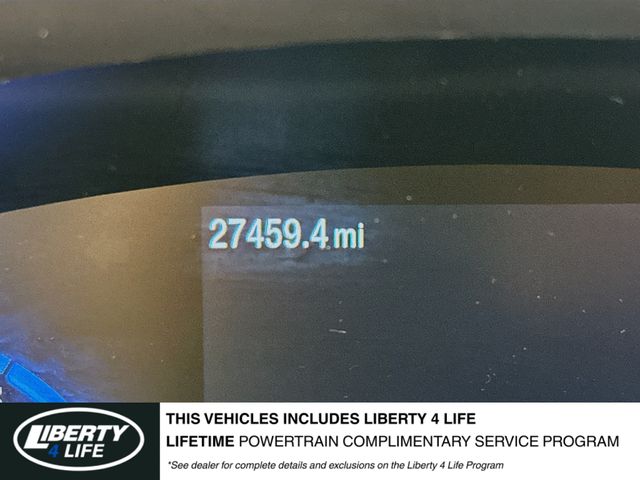 27459.4 mi
LIBERTY
4 LIFE
THIS VEHICLES INCLUDES LIBERTY 4 LIFE
LIFETIME POWERTRAIN COMPLIMENTARY SERVICE PROGRAM
*See dealer for complete details and exclusions on the Liberty 4 Life Program